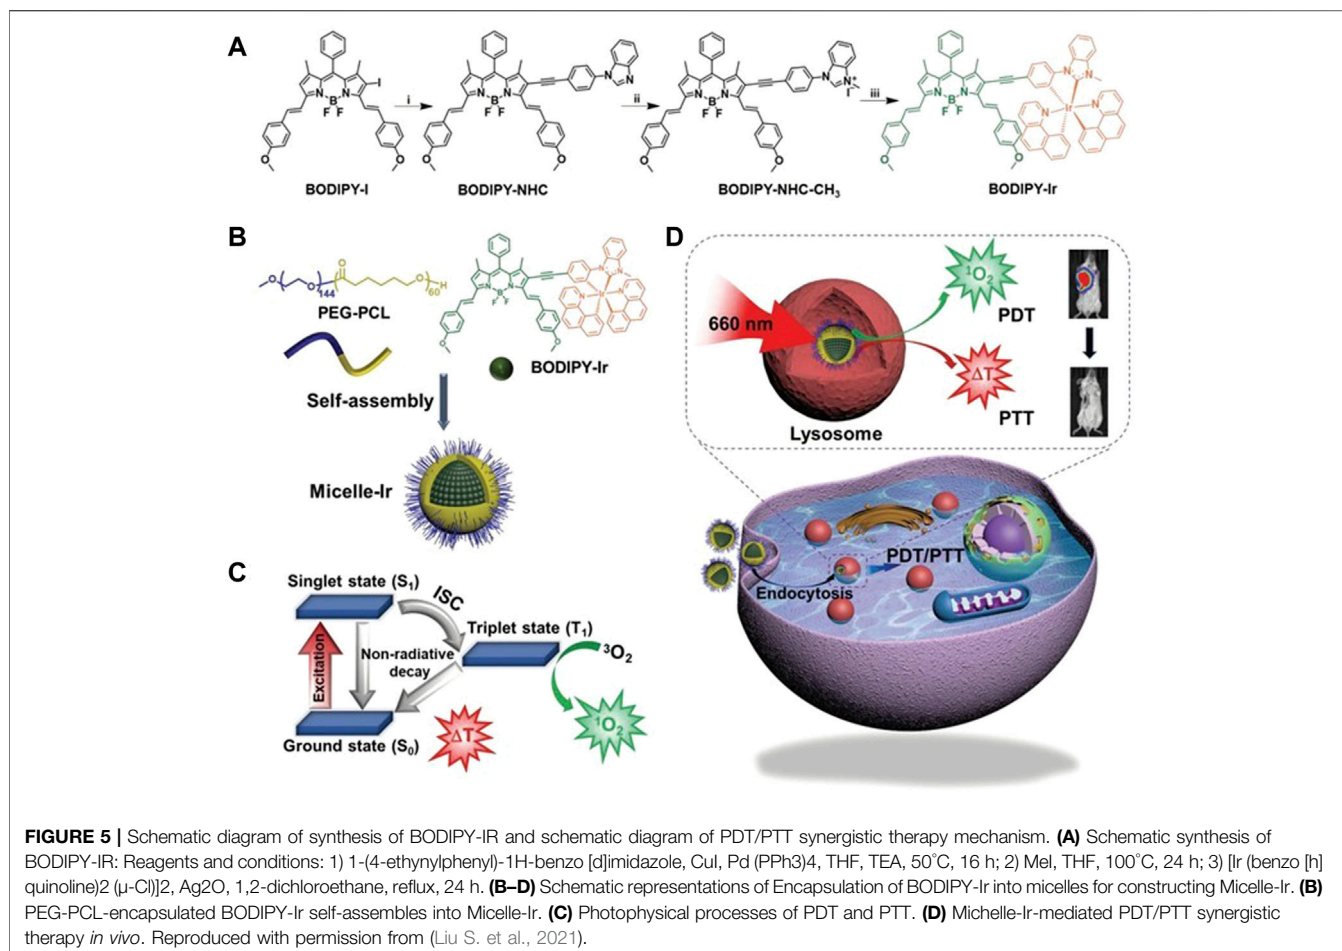 A
I
N
N
B
F F
O
O
BODIPY-I
i
N
N
N
N
B
F F
O
O
BODIPY-NHC
ii
N
N+
I-
N
N
B
F F
O
O
BODIPY-NHC-CH3
iii
N
N
Ir
N
N
N
N
B
F F
O
O
BODIPY-Ir
B
O
O
144
O
O
60
H
PEG-PCL
N
N
B
F F
O
O
N
N
Ir
N
N
BODIPY-Ir
Self-assembly
Micelle-Ir
C
Singlet state (S1)
ISC
Triplet state (T1)
Excitation
Non-radiative
decay
3O2
1O2
ΔT
Ground state (S0)
D
660 nm
1O2
PDT
ΔT
PTT
Lysosome
PDT/PTT
Endocytosis
FIGURE 5 | Schematic diagram of synthesis of BODIPY-IR and schematic diagram of PDT/PTT synergistic therapy mechanism. (A) Schematic synthesis of
BODIPY-IR: Reagents and conditions: 1) 1-(4-ethynylphenyl)-1H-benzo [d]imidazole, CuI, Pd (PPh3)4, THF, TEA, 50°C, 16 h; 2) MeI, THF, 100°C, 24 h; 3) [Ir (benzo [h]
quinoline)2 (μ-Cl)]2, Ag2O, 1,2-dichloroethane, reflux, 24 h. (B–D) Schematic representations of Encapsulation of BODIPY-Ir into micelles for constructing Micelle-Ir. (B)
PEG-PCL-encapsulated BODIPY-Ir self-assembles into Micelle-Ir. (C) Photophysical processes of PDT and PTT. (D) Michelle-Ir-mediated PDT/PTT synergistic
therapy in vivo. Reproduced with permission from (Liu S. et al., 2021).